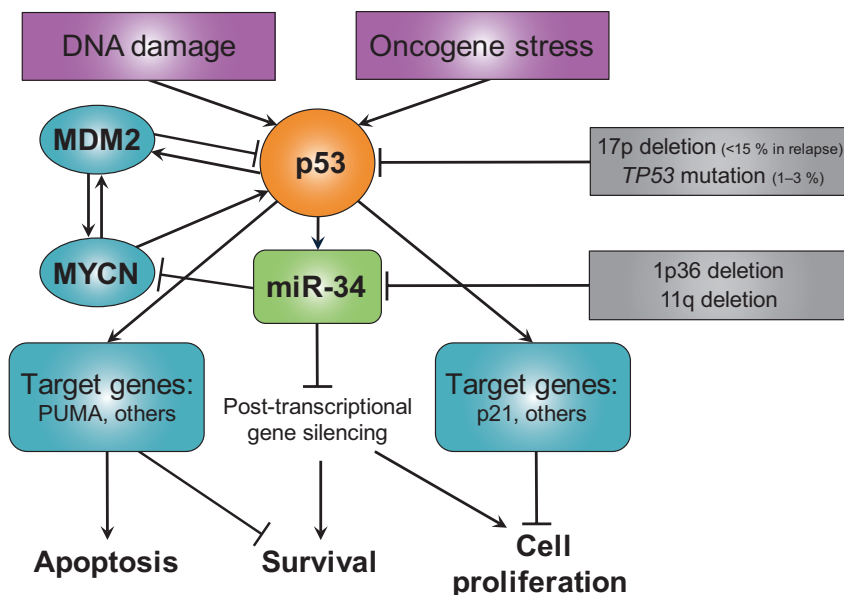 DNA damage
Oncogene stress
MDM2
p53
17p deletion (<15 % in relapse)
TP53 mutation (1–3 %)
MYCN
miR-34
1p36 deletion
11q deletion
Target genes:
PUMA, others
Post-transcriptional
gene silencing
Target genes:
p21, others
Apoptosis
Survival
Cell
proliferation